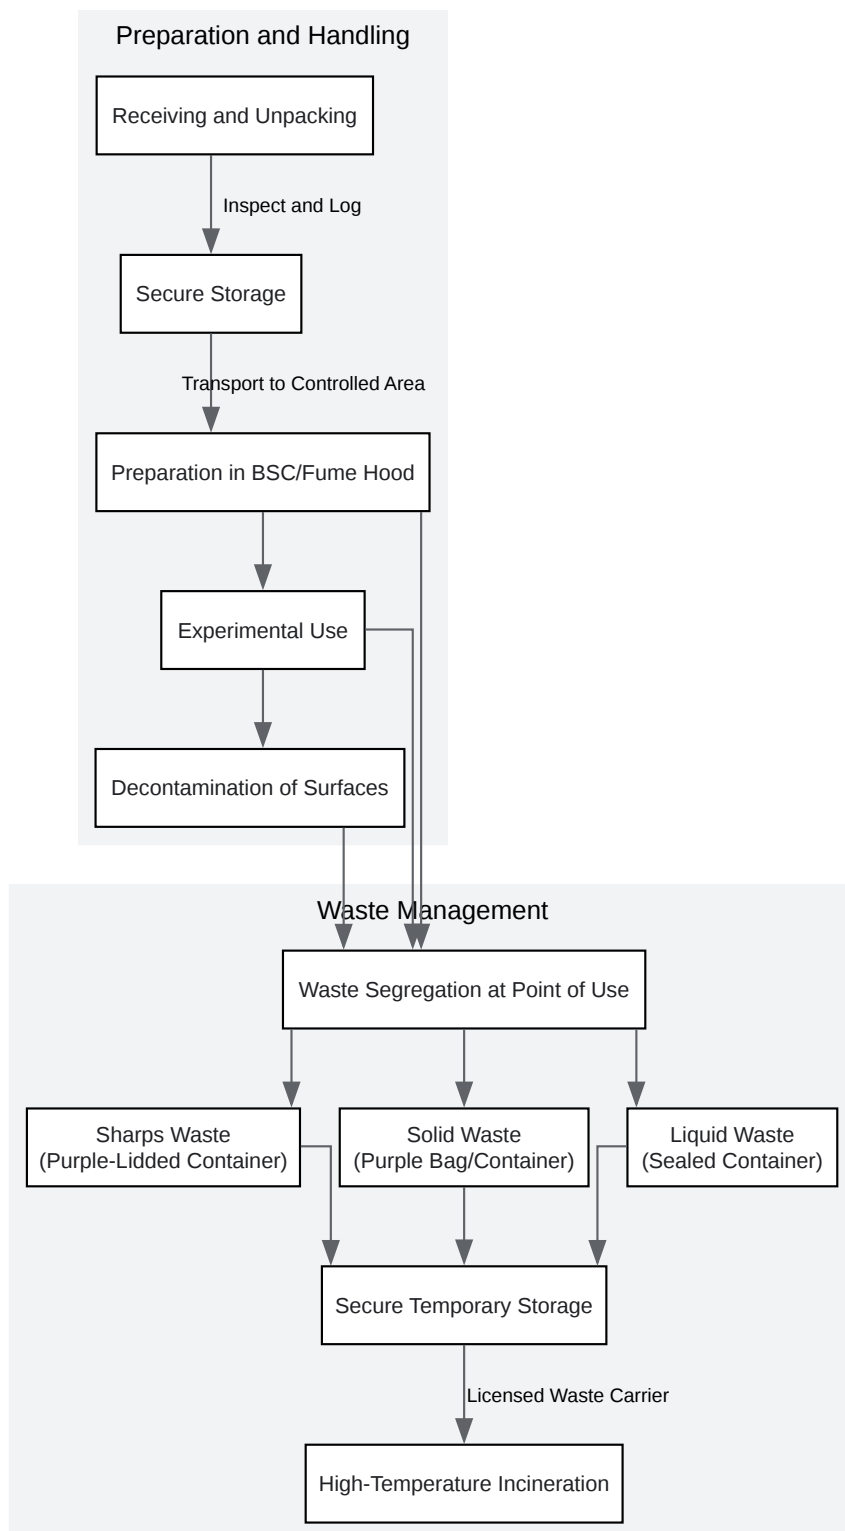 Preparation and Handling
Receiving and Unpacking
Inspect and Log
Secure Storage
Transport to Controlled Area
Preparation in BSC/Fume Hood
Experimental Use
Decontamination of Surfaces
Waste Management
Waste Segregation at Point of Use
Sharps Waste
(Purple-Lidded Container)
Solid Waste
(Purple Bag/Container)
Liquid Waste
(Sealed Container)
Secure Temporary Storage
Licensed Waste Carrier
High-Temperature Incineration